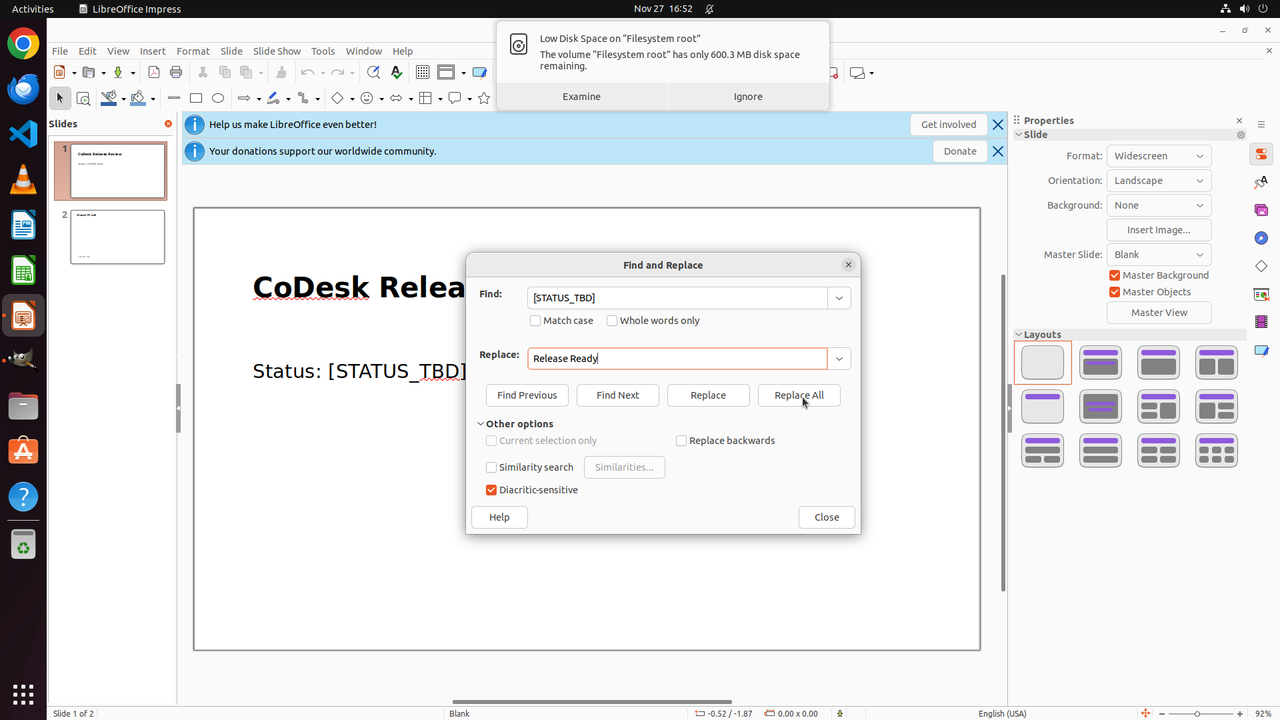 Activities
LibreOffice Impress
Nov 27 16:52
Low Disk Space on “Filesystem root”
The volume “Filesystem root” has only 600.3 MB disk space
remaining.
Examine
Ignore
File Edit View Insert Format Slide Slide Show Tools Window Help
Slides
Help us make LibreOffice even better!
Get involved
Your donations support our worldwide community.
Donate
1
CoDesk Release Review
2
CoDesk Relea
Status: [STATUS_TBD]
Find and Replace
Find:
[STATUS_TBD]
Match case
Whole words only
Replace:
Release Ready
Find Previous
Find Next
Replace
Replace All
Other options
Current selection only
Replace backwards
Similarity search
Similarities...
Diacritic-sensitive
Help
Close
Properties
Slide
Format:
Widescreen
Orientation:
Landscape
Background:
None
Insert Image...
Master Slide:
Blank
Master Background
Master Objects
Master View
Layouts
Slide 1 of 2
Blank
-0.52 / -1.87
0.00 x 0.00
English (USA)
92%